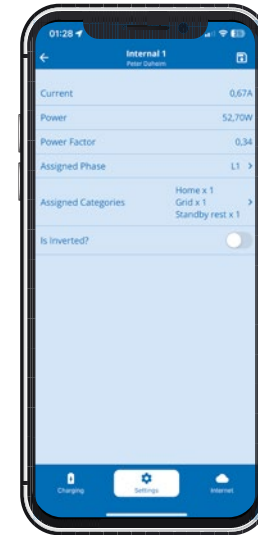 01:28
Internal 1
Peter Daheim
Current 0,67A
Power 52,70W
Power Factor 0,34
Assigned Phase L1 >
Assigned Categories Home x 1
Grid x 1 >
Standby rest x 1
Is Inverted?
Charging Settings Internet